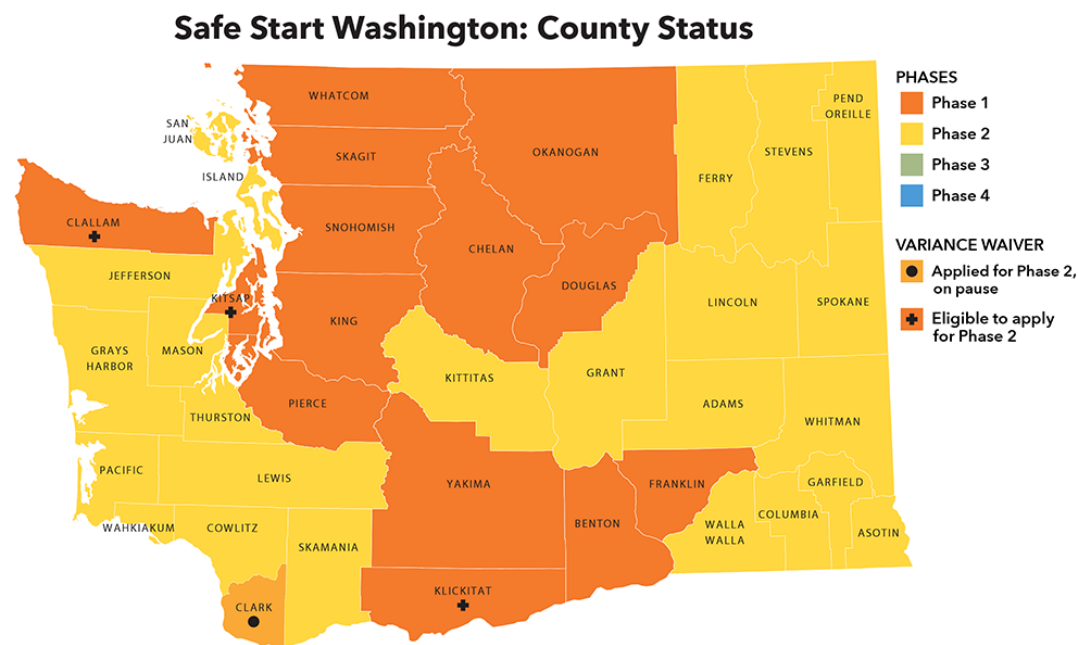 Safe Start Washington: County Status
PHASES
Phase 1
Phase 2
Phase 3
Phase 4
VARIANCE WAIVER
Applied for Phase 2,
on pause
Eligible to apply
for Phase 2
WHATCOM
SAN
JUAN
SKAGIT
ISLAND
OKANOGAN
FERRY
STEVENS
PEND
OREILLE
CLALLAM
SNOHOMISH
CHELAN
JEFFERSON
KITSAP
DOUGLAS
LINCOLN
SPOKANE
KING
GRAYS
HARBOR
MASON
KITTITAS
GRANT
PIERCE
THURSTON
ADAMS
WHITMAN
PACIFIC
LEWIS
YAKIMA
FRANKLIN
GARFIELD
WAHKIAKUM
COWLITZ
SKAMANIA
BENTON
WALLA
WALLA
COLUMBIA
ASOTIN
CLARK
KLICKITAT